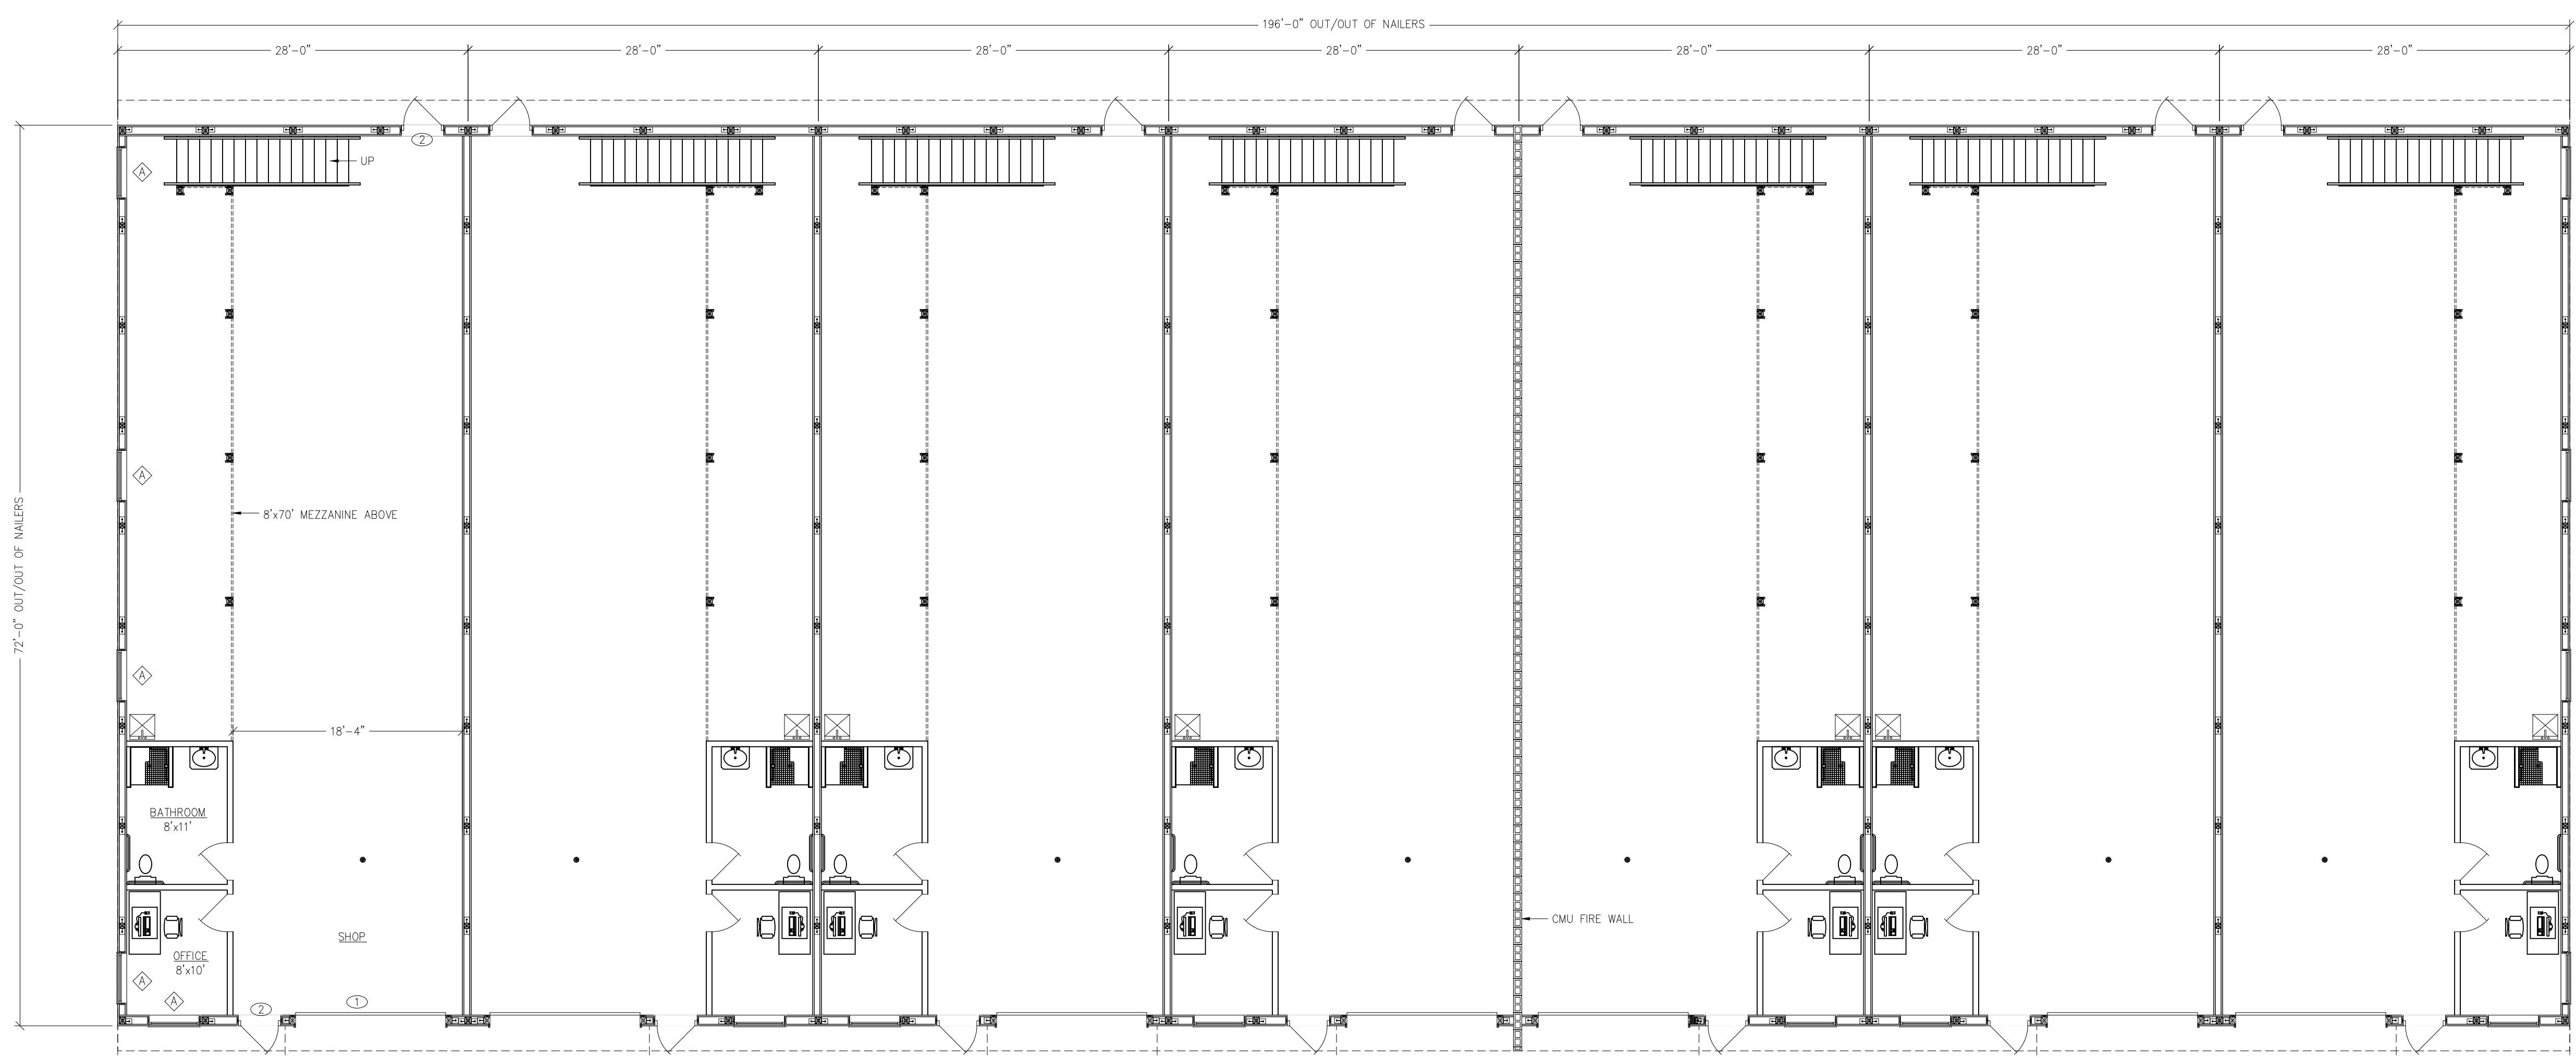 196'-0" OUT/OUT OF NAILERS
28'-0" 28'-0" 28'-0" 28'-0" 28'-0" 28'-0" 28'-0"
2
UP
A
A
72'-0" OUT/OUT OF NAILERS
8'x70' MEZZANINE ABOVE
A
18'-4"
BATHROOM
8'x11'
CMU FIRE WALL
SHOP
OFFICE
8'x10'
A
A
1
2